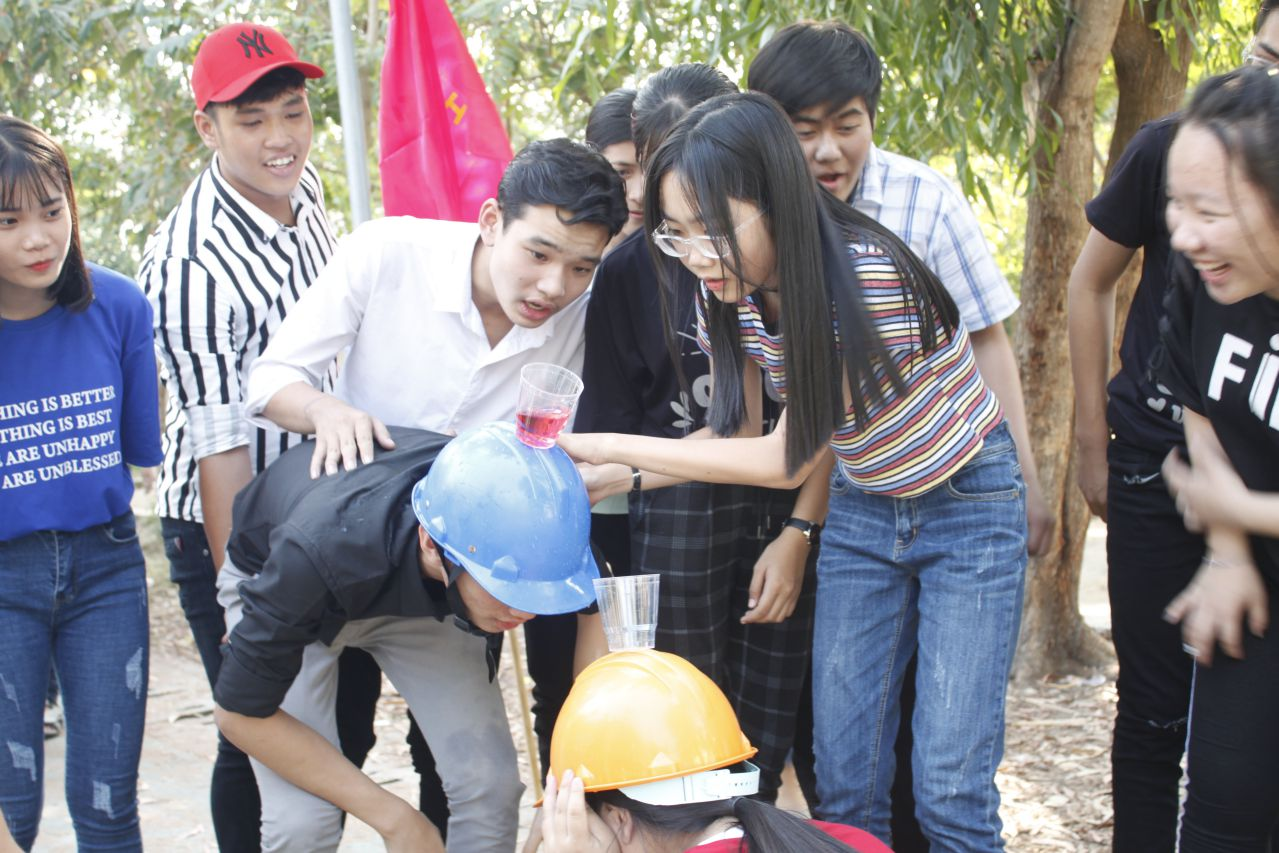 NY
H
HING IS BETTER
THING IS BEST
ARE UNHAPPY
ARE UNBLESSED
Fi